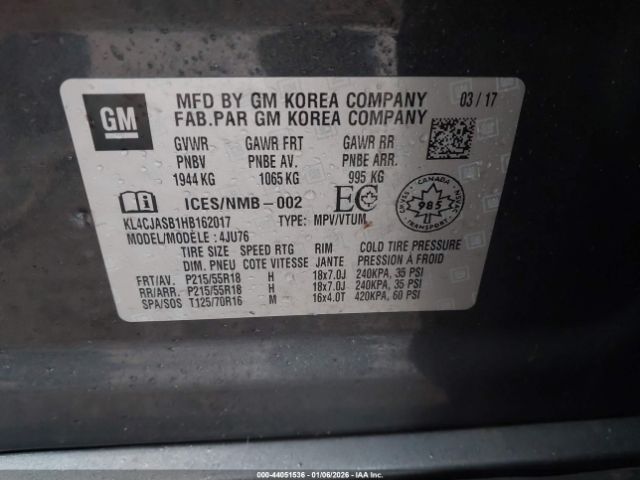 GM
MFD BY GM KOREA COMPANY 03/17
FAB.PAR GM KOREA COMPANY
GVWR GAWR FRT GAWR RR
PNBV PNBE AV. PNBE ARR.
1944 KG 1065 KG 995 KG
ICES/NMB-002 EC
CANADA
985
TRANSPORT
KL4CJASB1HB162017 TYPE: MPV/VTUM
MODEL/MODÈLE : 4JU76
TIRE SIZE SPEED RTG RIM COLD TIRE PRESSURE
DIM. PNEU COTE VITESSE JANTE PRESSION À FROID
FRT/AV. P215/55R18 H 18x7.0J 240KPA, 35 PSI
RR/ARR. P215/55R18 H 18x7.0J 240KPA, 35 PSI
SPA/SOS T125/70R16 M 16x4.0T 420KPA, 60 PSI
000-44051536 - 01/06/2026 - IAA Inc.